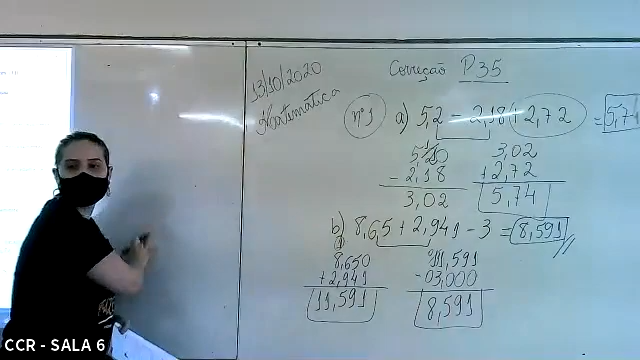 13/10/2020
Matemática
Correção P35
nº1 a) 5,2 - 2,18 + 2,72 = 5,74
5,20
- 2,18
3,02
3,02
+ 2,72
5,74
b) 8,65 + 2,941 - 3 = 8,591
8,650
+ 2,941
11,591
11,591
- 03,000
8,591
CCR - SALA 6